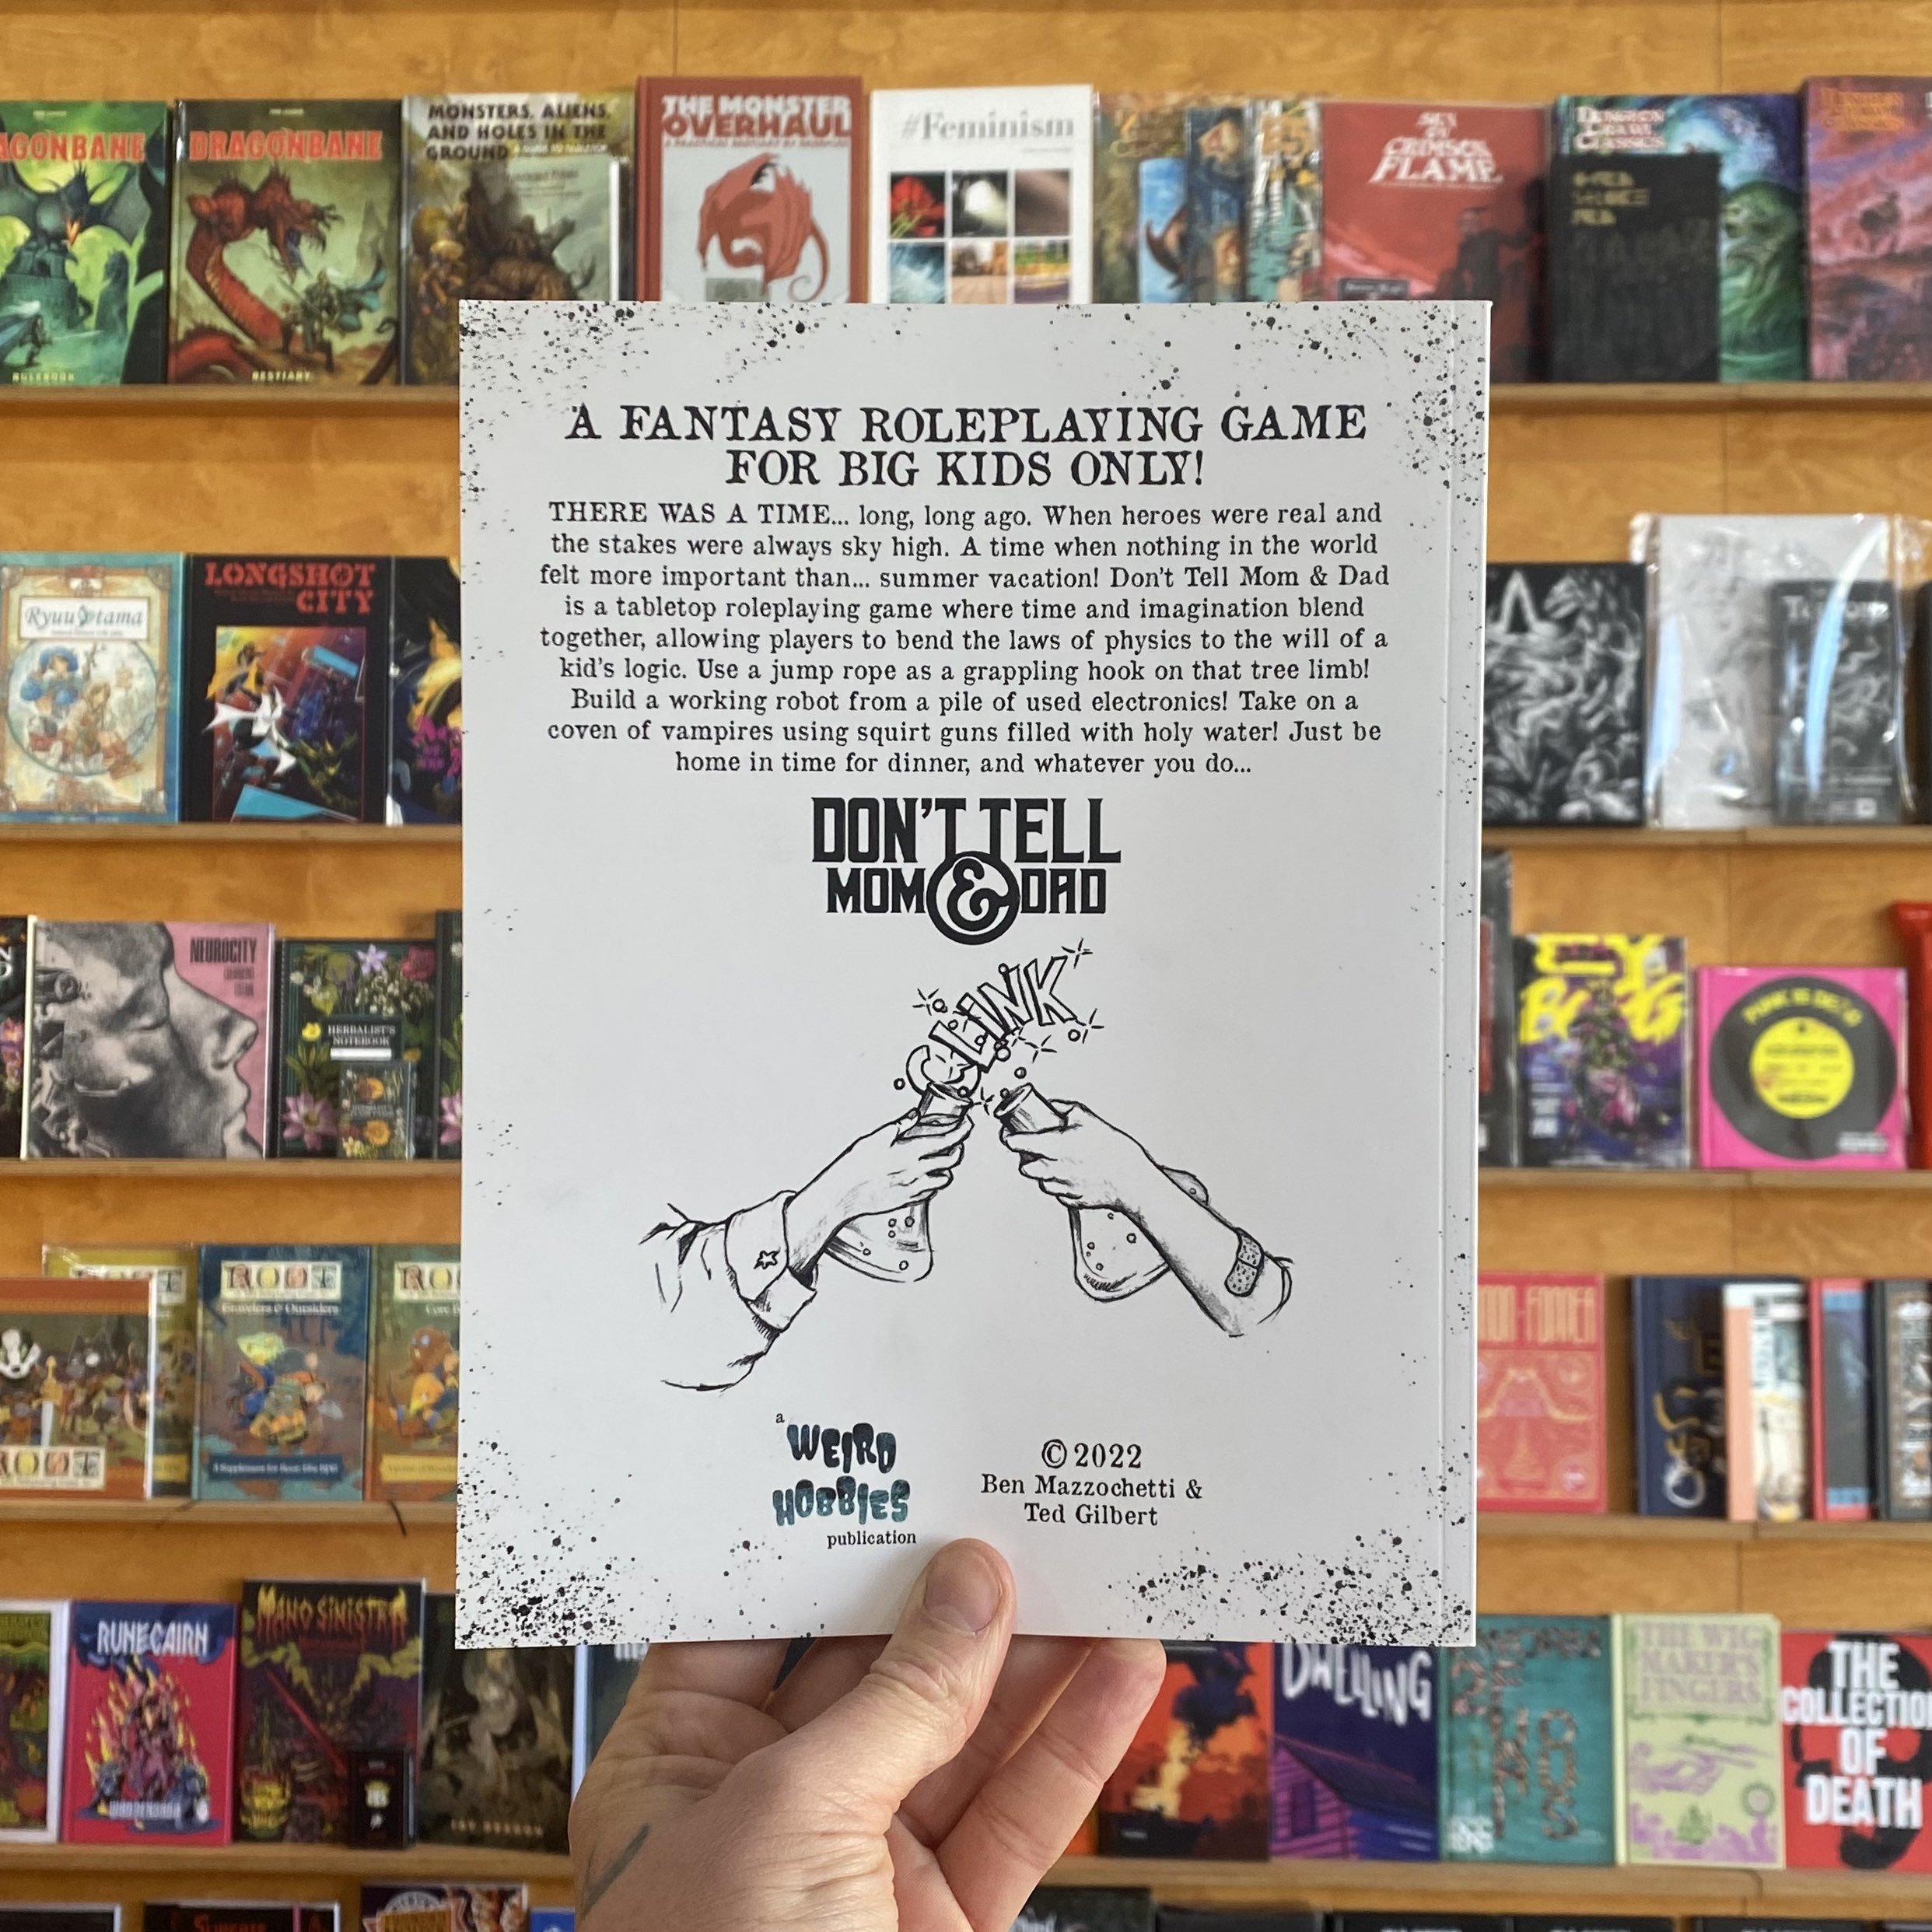 DRAGONBANE
BESTIARY
RULEBOOK
MONSTERS, ALIENS,
AND HOLES IN THE
GROUND
THE MONSTER
OVERHAUL
#Feminism
CRIMSON
FLAME
A FANTASY ROLEPLAYING GAME
FOR BIG KIDS ONLY!
THERE WAS A TIME... long, long ago. When heroes were real and
the stakes were always sky high. A time when nothing in the world
felt more important than... summer vacation! Don't Tell Mom & Dad
is a tabletop roleplaying game where time and imagination blend
together, allowing players to bend the laws of physics to the will of a
kid's logic. Use a jump rope as a grappling hook on that tree limb!
Build a working robot from a pile of used electronics! Take on a
coven of vampires using squirt guns filled with holy water! Just be
home in time for dinner, and whatever you do...
DON'T TELL
MOM & DAD
CLINK
a
WEIRD
HOBBIES
publication
© 2022
Ben Mazzochetti &
Ted Gilbert
Ryuutama
LONGSHOT
CITY
NEUROCITY
HERBALIST'S
NOTEBOOK
ROOT
Travelers & Outsiders
ROOT
RUNECAIRN
MANO SINISTRA
DWELLING
THE WIG
MAKER'S
FINGERS
THE
COLLECTION
OF
DEATH